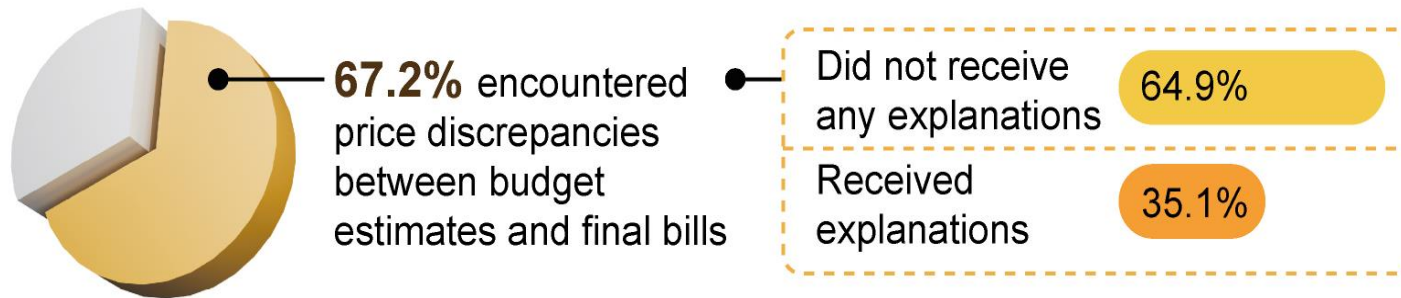 67.2% encountered
price discrepancies
between budget
estimates and final bills
Did not receive
any explanations
64.9%
Received
explanations
35.1%